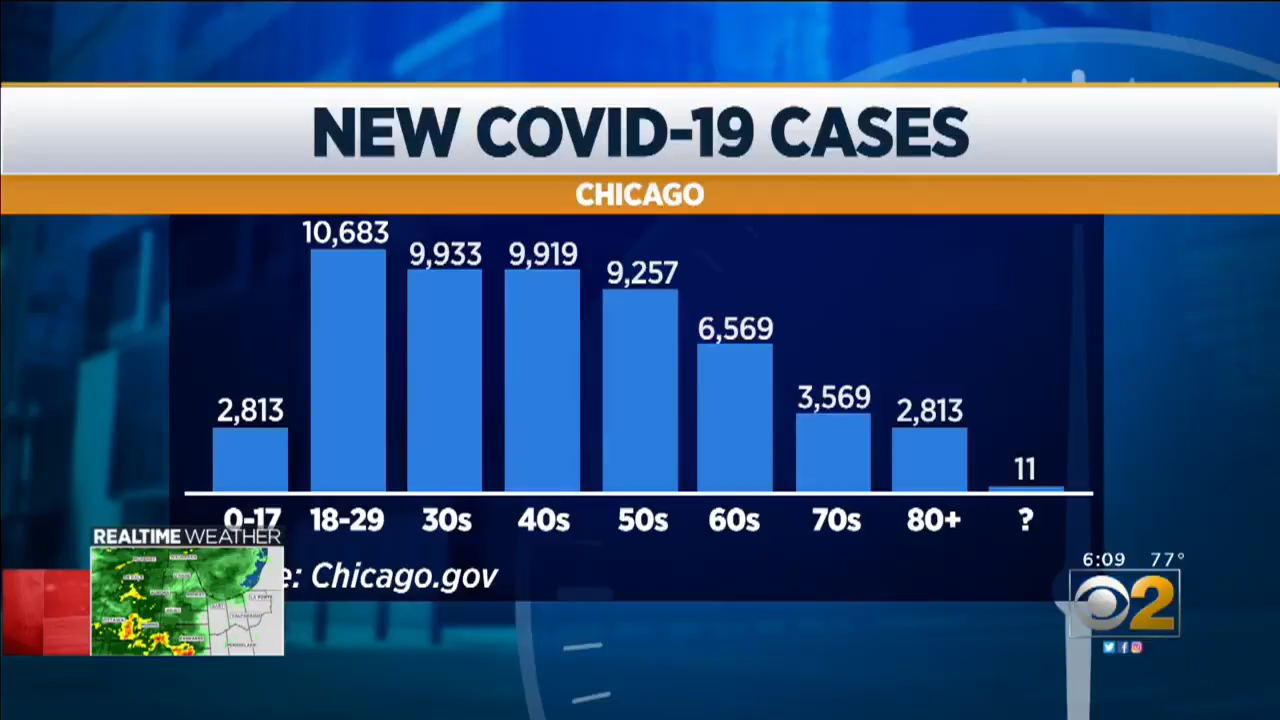 NEW COVID-19 CASES
CHICAGO
10,683
9,933
9,919
9,257
6,569
3,569
2,813
2,813
11
0-17 18-29 30s 40s 50s 60s 70s 80+ ?
REALTIME WEATHER
e: Chicago.gov
6:09 77°
2